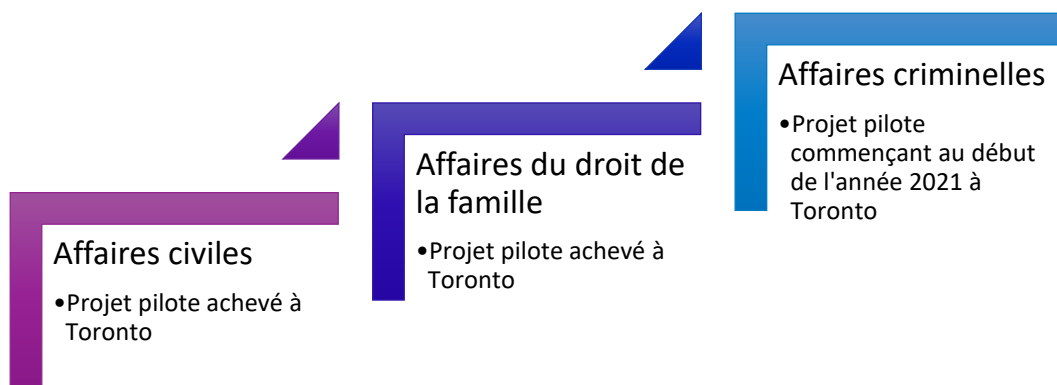 Affaires civiles
•Projet pilote achevé à
Toronto
Affaires du droit de
la famille
•Projet pilote achevé à
Toronto
Affaires criminelles
•Projet pilote
commençant au début
de l'année 2021 à
Toronto